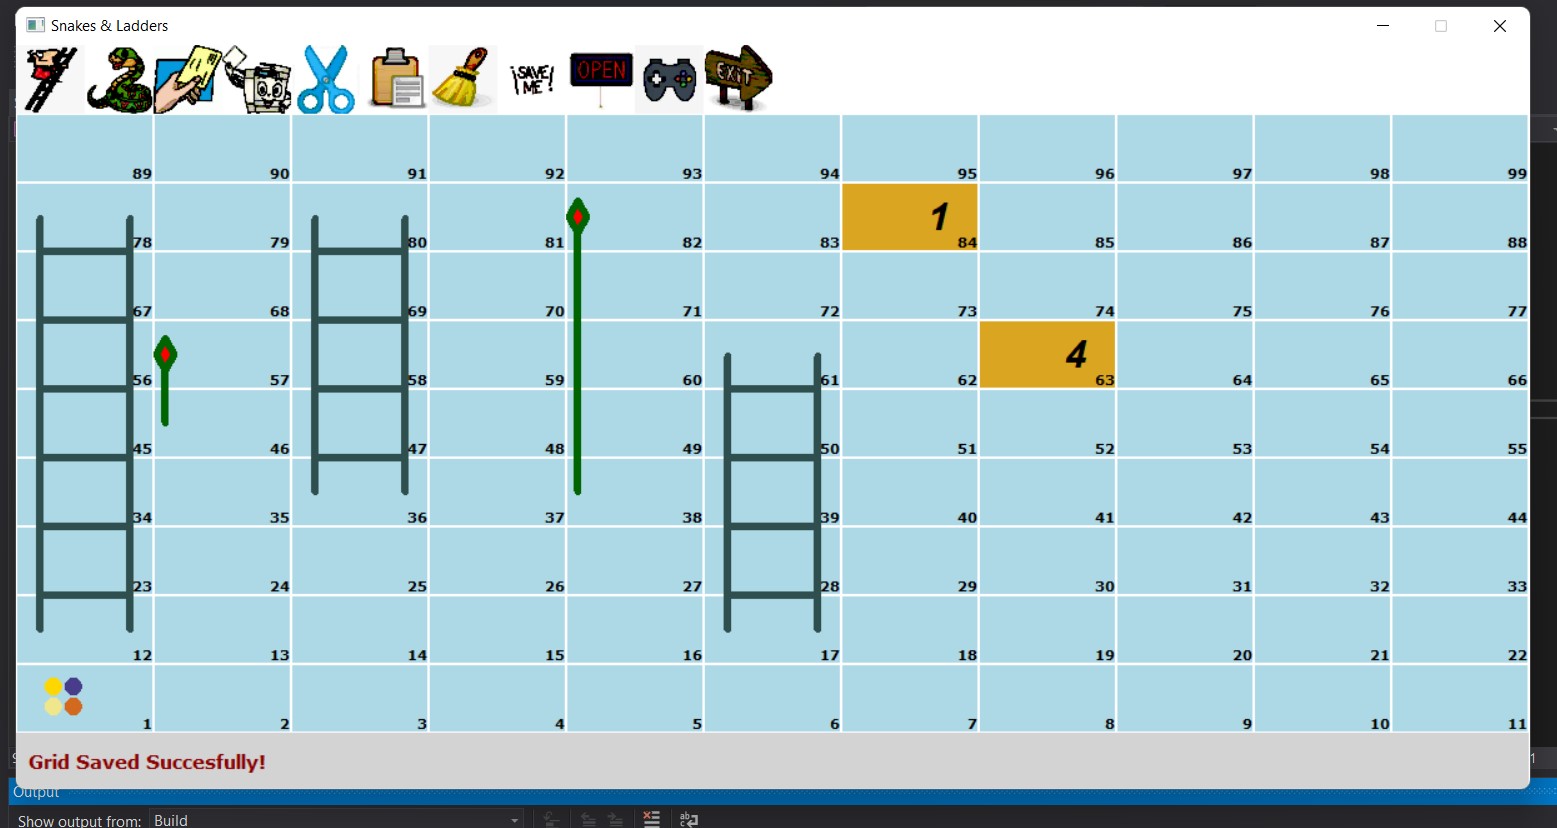 Snakes & Ladders
¡SAVE ME!
OPEN
EXIT
89 90 91 92 93 94 95 96 97 98 99
1
78 79 80 81 82 83 84 85 86 87 88
67 68 69 70 71 72 73 74 75 76 77
4
56 57 58 59 60 61 62 63 64 65 66
45 46 47 48 49 50 51 52 53 54 55
34 35 36 37 38 39 40 41 42 43 44
23 24 25 26 27 28 29 30 31 32 33
12 13 14 15 16 17 18 19 20 21 22
1 2 3 4 5 6 7 8 9 10 11
Grid Saved Succesfully!
Output
Show output from: Build